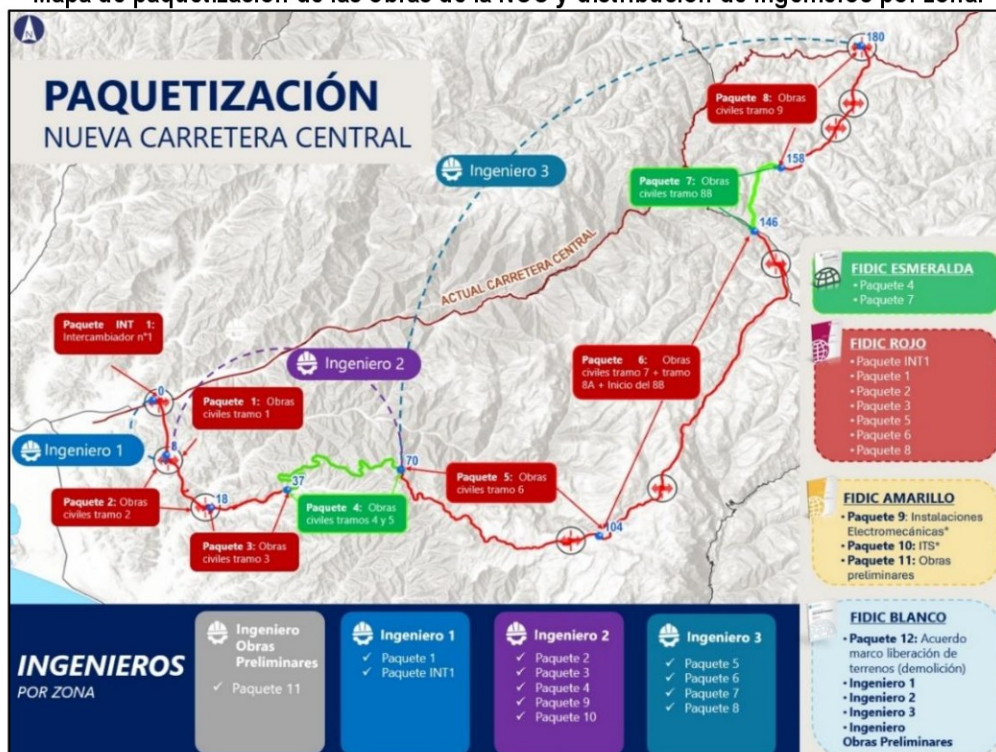 Mapa de paquetización de las obras de la NCC y distribución de ingenieros por zona.
N
PAQUETIZACIÓN
NUEVA CARRETERA CENTRAL
180
Paquete 8: Obras
civiles tramo 9
Ingeniero 3
158
Paquete 7: Obras
civiles tramo 8B
146
ACTUAL CARRETERA CENTRAL
Paquete INT 1:
Intercambiador n°1
Ingeniero 2
Paquete 6: Obras
civiles tramo 7 + tramo
8A + Inicio del 8B
0
Paquete 1: Obras
civiles tramo 1
Ingeniero 1
8
70
Paquete 5: Obras
civiles tramo 6
37
Paquete 2: Obras
civiles tramo 2
18
Paquete 4: Obras
civiles tramos 4 y 5
104
Paquete 3: Obras
civiles tramo 3
FIDIC ESMERALDA
• Paquete 4
• Paquete 7
FIDIC ROJO
• Paquete INT1
• Paquete 1
• Paquete 2
• Paquete 3
• Paquete 5
• Paquete 6
• Paquete 8
FIDIC AMARILLO
• Paquete 9: Instalaciones
Electromecánicas*
• Paquete 10: ITS*
• Paquete 11: Obras
preliminares
FIDIC BLANCO
• Paquete 12: Acuerdo
marco liberación de
terrenos (demolición)
• Ingeniero 1
• Ingeniero 2
• Ingeniero 3
• Ingeniero
Obras Preliminares
INGENIEROS
POR ZONA
Ingeniero
Obras
Preliminares
✓ Paquete 11
Ingeniero 1
✓ Paquete 1
✓ Paquete INT1
Ingeniero 2
✓ Paquete 2
✓ Paquete 3
✓ Paquete 4
✓ Paquete 9
✓ Paquete 10
Ingeniero 3
✓ Paquete 5
✓ Paquete 6
✓ Paquete 7
✓ Paquete 8